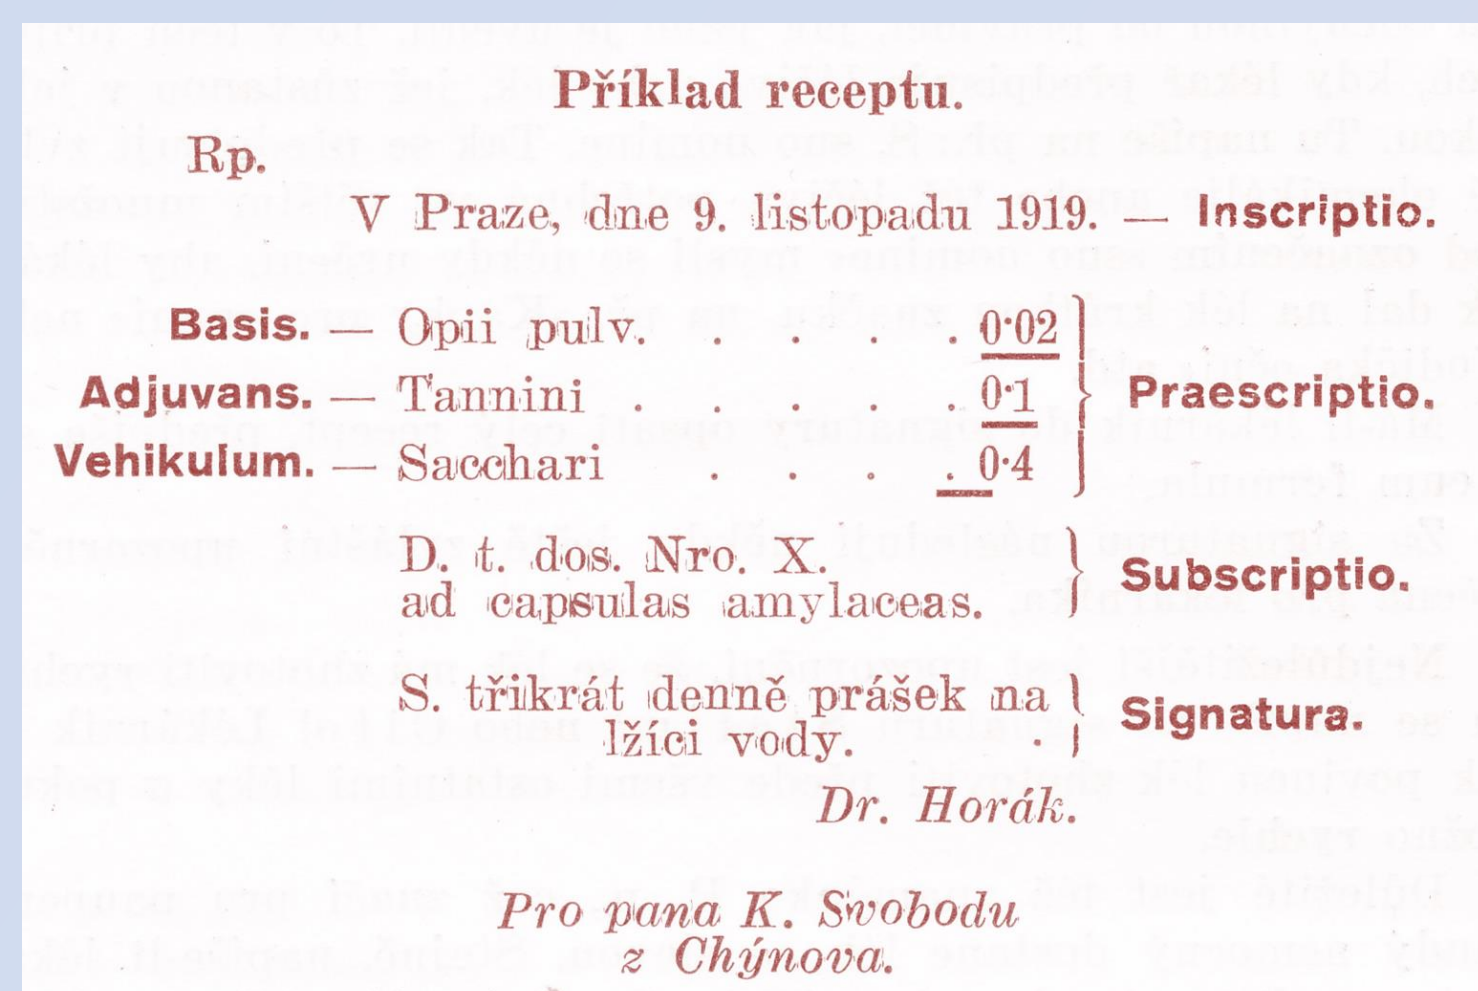 Příklad receptu.
Rp.
V Praze, dne 9. listopadu 1919. — Inscriptio.
Basis. — Opii pulv. . . . . 0·02
Adjuvans. — Tannini . . . . . 0·1 Praescriptio.
Vehikulum. — Sacchari . . . . 0·4
D. t. dos. Nro. X.
ad capsulas amylaceas. Subscriptio.
S. třikrát denně prášek na
lžíci vody. Signatura.
Dr. Horák.
Pro pana K. Svobodu
z Chýnova.